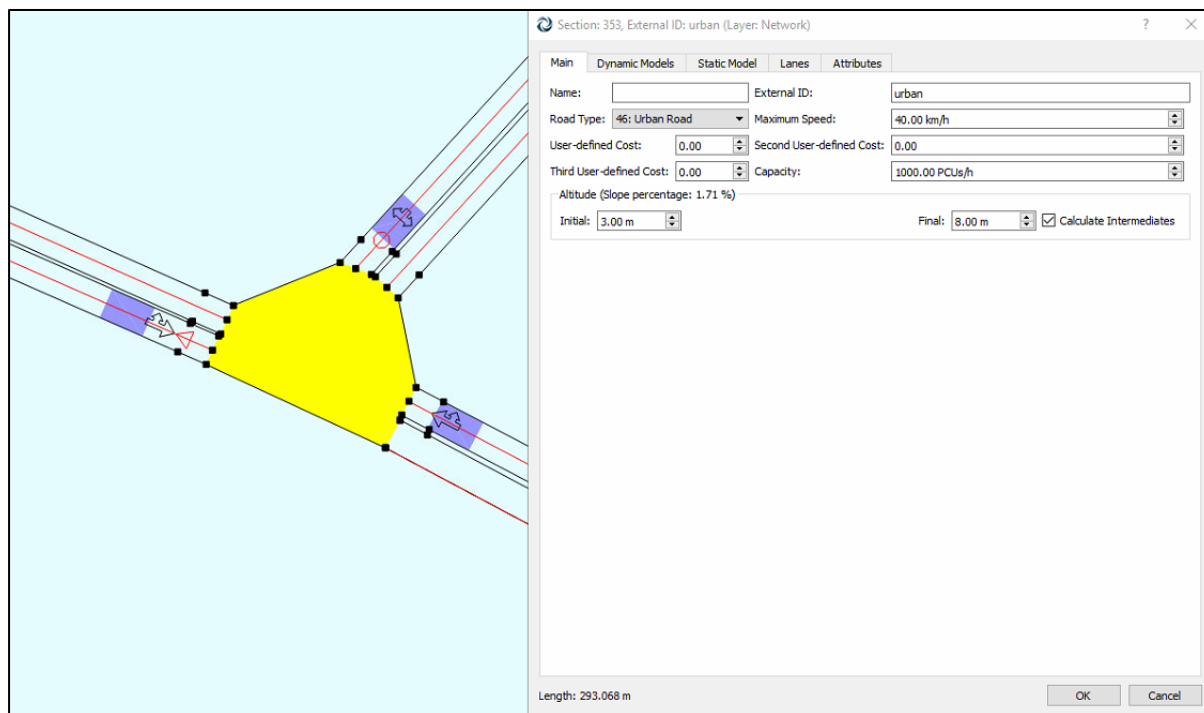 Section: 353, External ID: urban (Layer: Network) ? ×
Main Dynamic Models Static Model Lanes Attributes
Name: External ID: urban
Road Type: 46: Urban Road Maximum Speed: 40.00 km/h
User-defined Cost: 0.00 Second User-defined Cost: 0.00
Third User-defined Cost: 0.00 Capacity: 1000.00 PCUs/h
Altitude (Slope percentage: 1.71 %)
Initial: 3.00 m Final: 8.00 m Calculate Intermediates
Length: 293.068 m OK Cancel